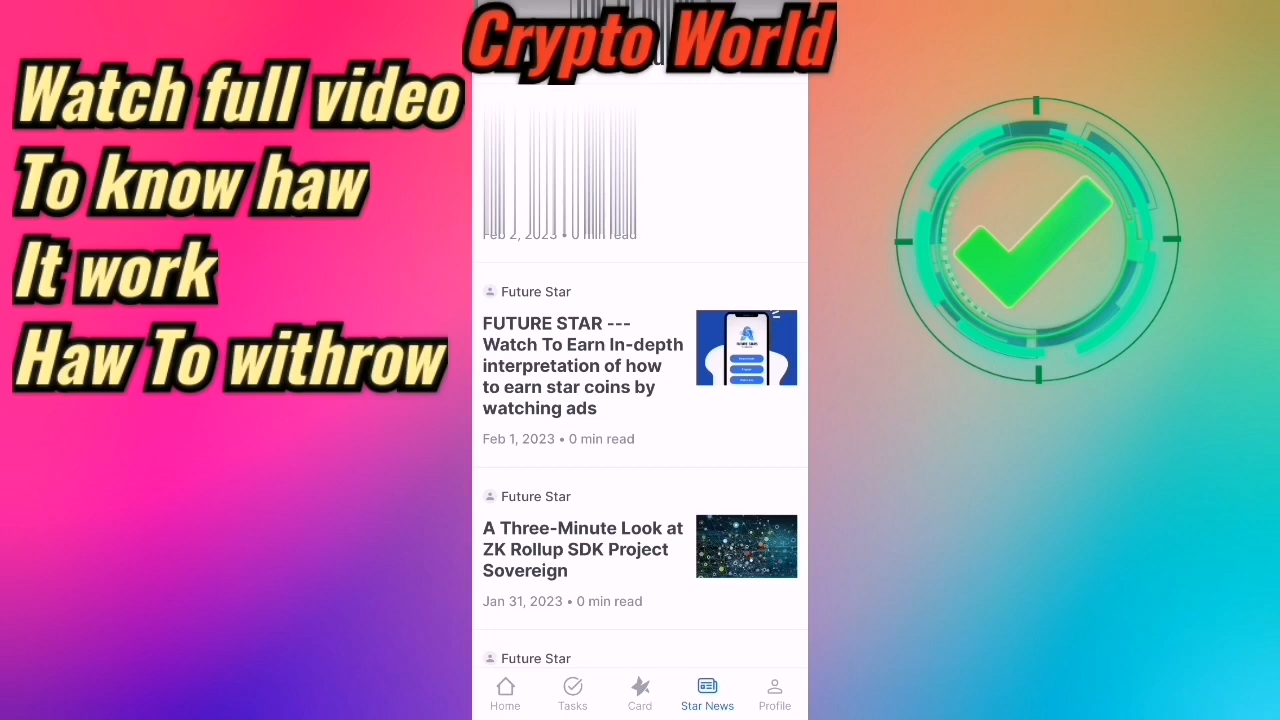 Crypto World
Watch full video
To know haw
It work
Haw To withrow
Feb 2, 2023 • 0 min read
Future Star
FUTURE STAR ---
Watch To Earn In-depth
interpretation of how
to earn star coins by
watching ads
Feb 1, 2023 • 0 min read
Future Star
A Three-Minute Look at
ZK Rollup SDK Project
Sovereign
Jan 31, 2023 • 0 min read
Future Star
Home Tasks Card Star News Profile